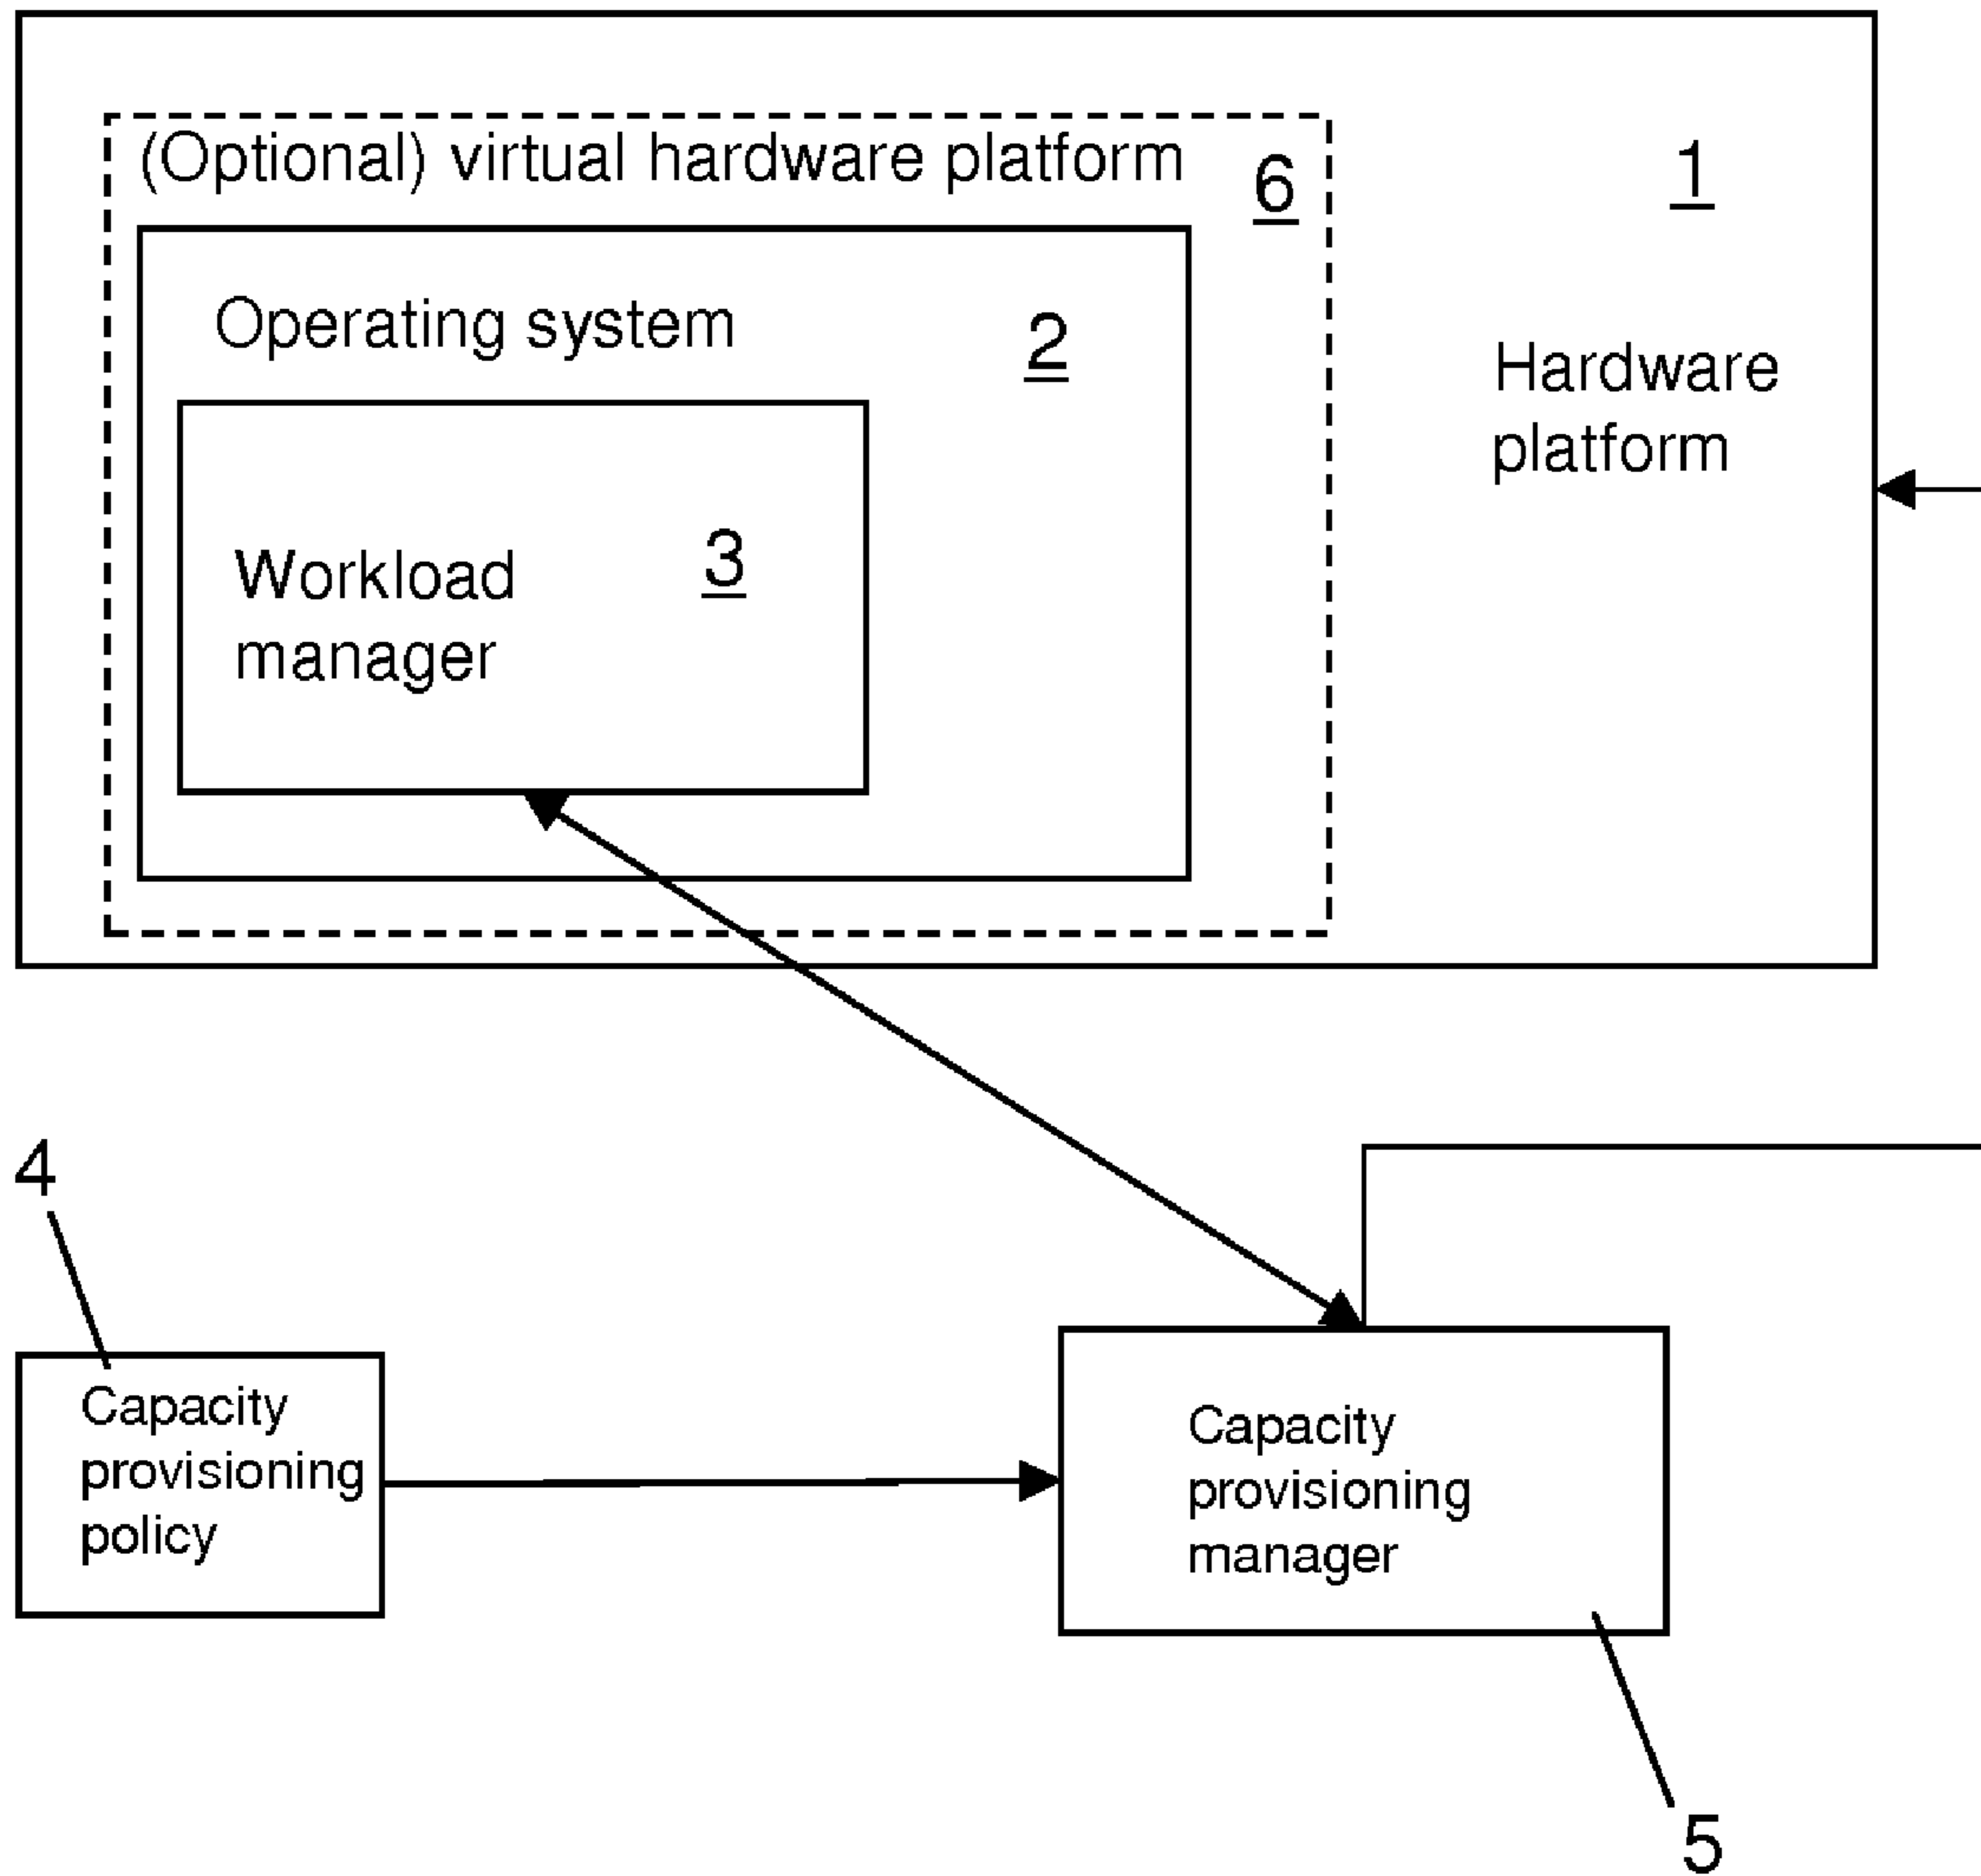 (Optional) virtual hardware platform
6
1
Operating system
2
Hardware
platform
Workload
manager
3
4
Capacity
provisioning
policy
Capacity
provisioning
manager
5